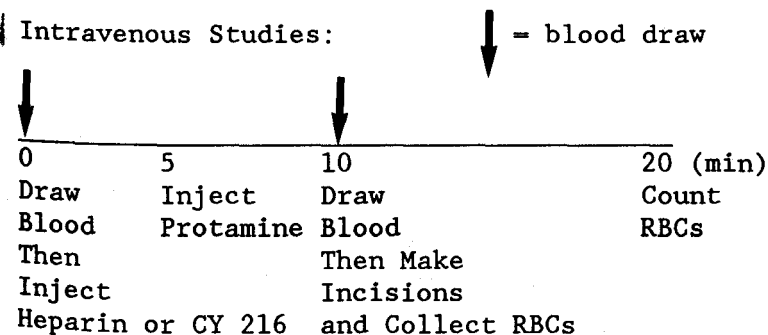 Intravenous Studies:
= blood draw
0 5 10 20 (min)
Draw Inject Draw Count
Blood Protamine Blood RBCs
Then Then Make
Inject Incisions
Heparin or CY 216 and Collect RBCs